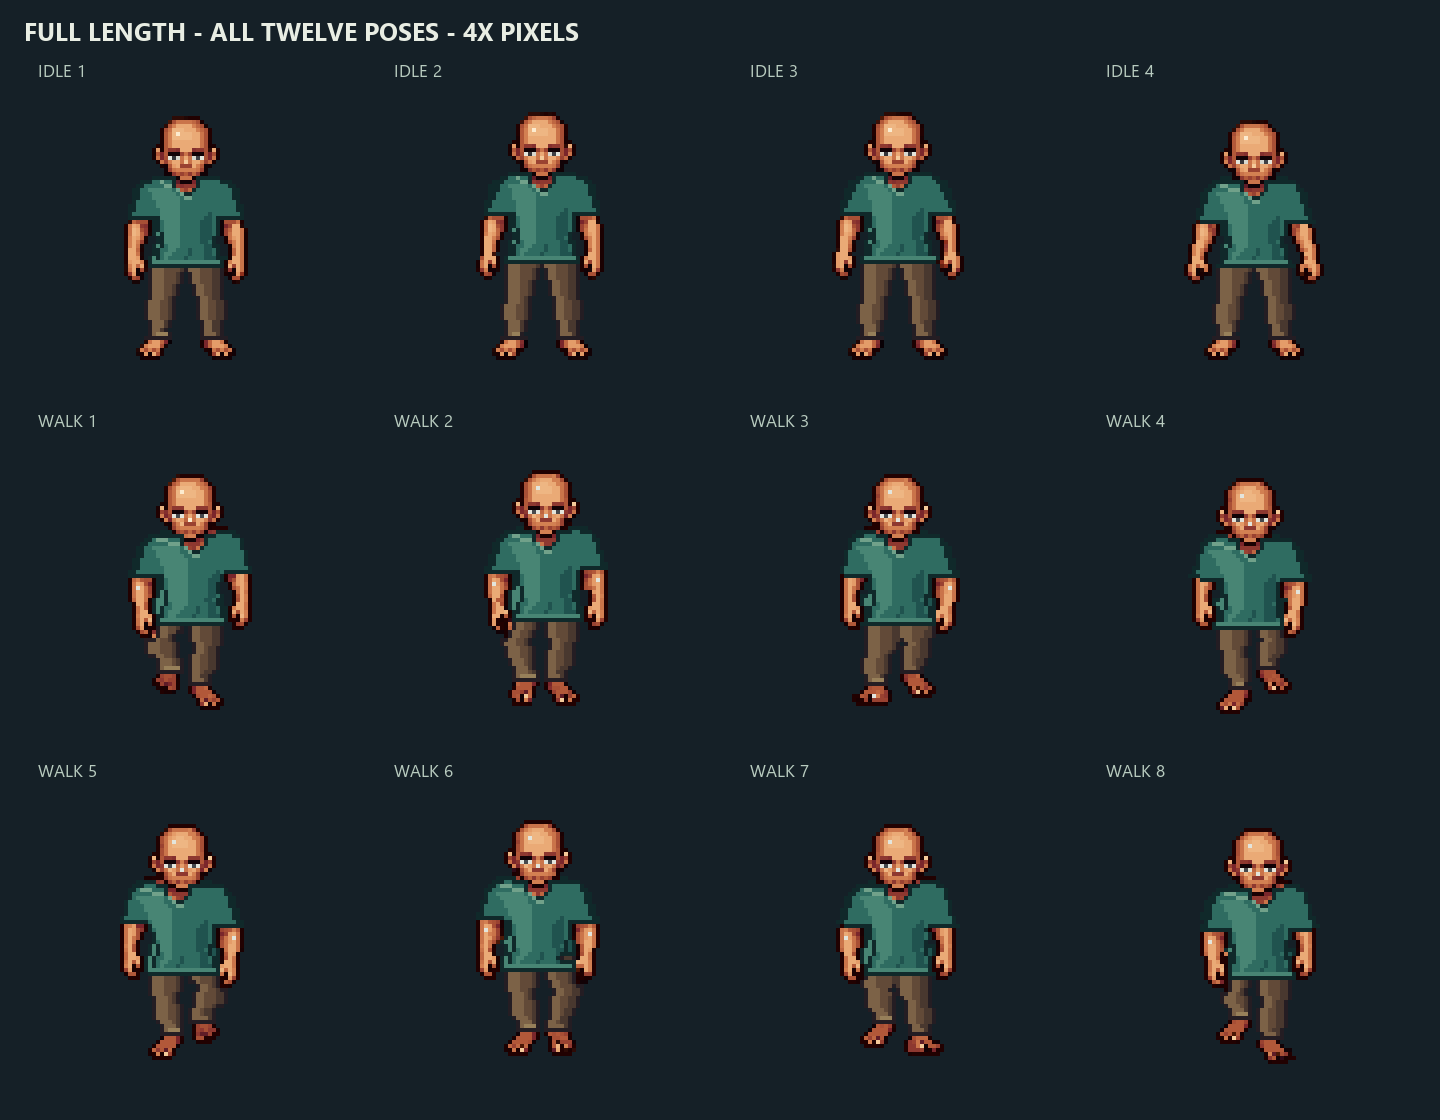 FULL LENGTH - ALL TWELVE POSES - 4X PIXELS
IDLE 1
IDLE 2
IDLE 3
IDLE 4
WALK 1
WALK 2
WALK 3
WALK 4
WALK 5
WALK 6
WALK 7
WALK 8